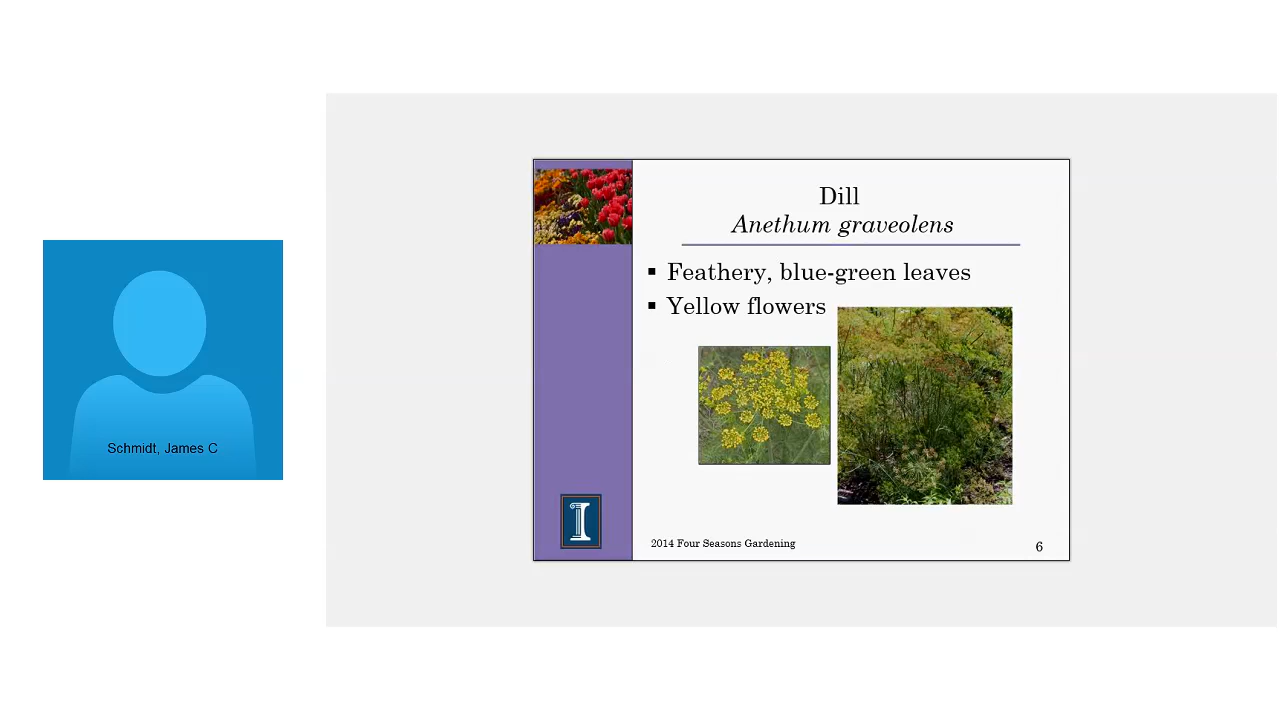 Schmidt, James C
Dill
Anethum graveolens
▪ Feathery, blue-green leaves
▪ Yellow flowers
I
2014 Four Seasons Gardening
6